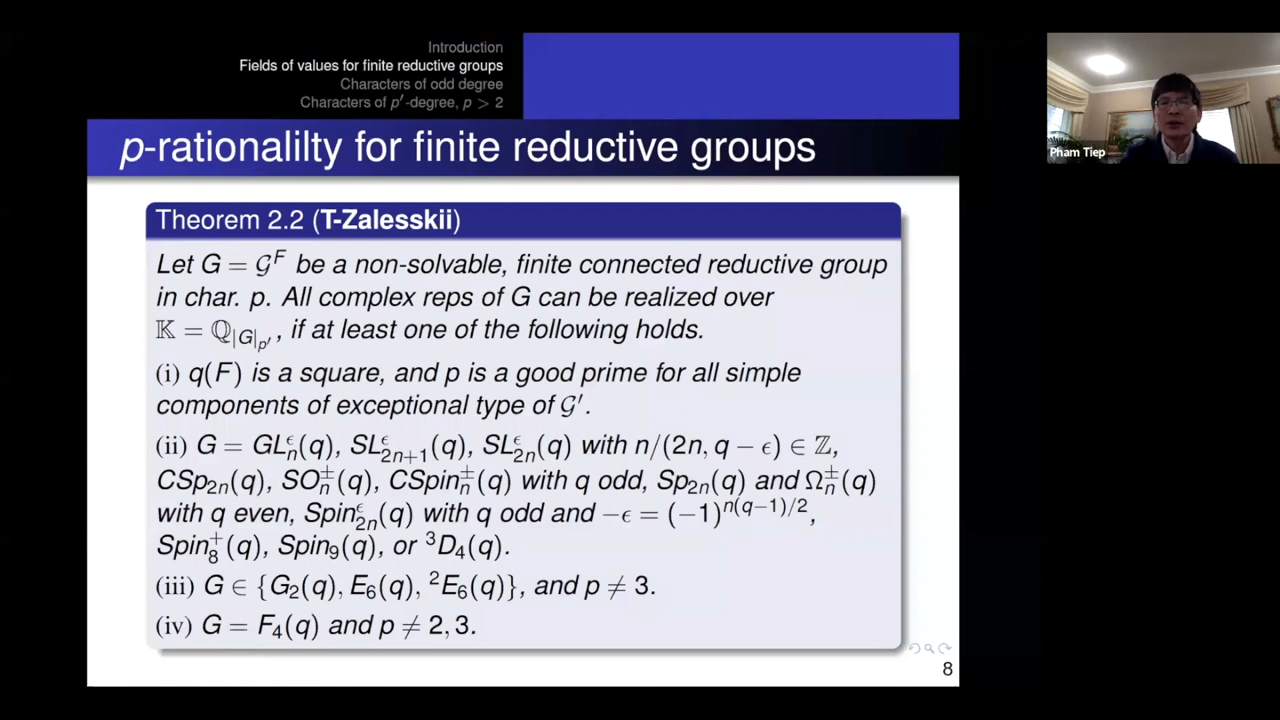 Introduction
Fields of values for finite reductive groups
Characters of odd degree
Characters of p′-degree, p > 2
p-rationalilty for finite reductive groups
Theorem 2.2 (T-Zalesskii)
Let G = 𝒢^F be a non-solvable, finite connected reductive group
in char. p. All complex reps of G can be realized over
𝕂 = ℚ_{|G|_{p′}}, if at least one of the following holds.
(i) q(F) is a square, and p is a good prime for all simple
components of exceptional type of 𝒢′.
(ii) G = GL^ϵ_n(q), SL^ϵ_{2n+1}(q), SL^ϵ_{2n}(q) with n/(2n, q − ϵ) ∈ ℤ,
CSp_{2n}(q), SO^±_n(q), CSpin^±_n(q) with q odd, Sp_{2n}(q) and Ω^±_n(q)
with q even, Spin^ϵ_{2n}(q) with q odd and −ϵ = (−1)^{n(q−1)/2},
Spin^+_8(q), Spin_9(q), or ^3D_4(q).
(iii) G ∈ {G_2(q), E_6(q), ^2E_6(q)}, and p ≠ 3.
(iv) G = F_4(q) and p ≠ 2, 3.
8
Pham Tiep